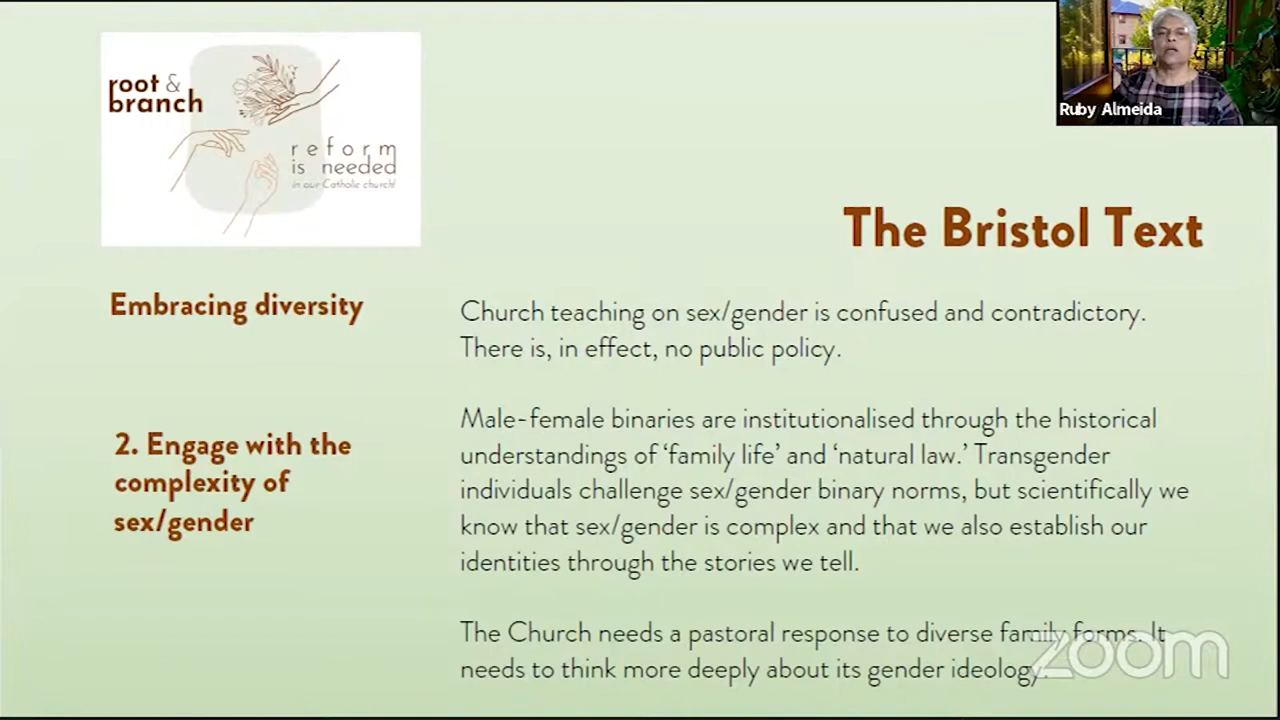 root &
branch
reform
is needed
in our Catholic church!
Ruby Almeida
The Bristol Text
Embracing diversity
Church teaching on sex/gender is confused and contradictory.
There is, in effect, no public policy.
2. Engage with the
complexity of
sex/gender
Male-female binaries are institutionalised through the historical
understandings of ‘family life’ and ‘natural law.’ Transgender
individuals challenge sex/gender binary norms, but scientifically we
know that sex/gender is complex and that we also establish our
identities through the stories we tell.
The Church needs a pastoral response to diverse family forms. It
needs to think more deeply about its gender ideology.
zoom